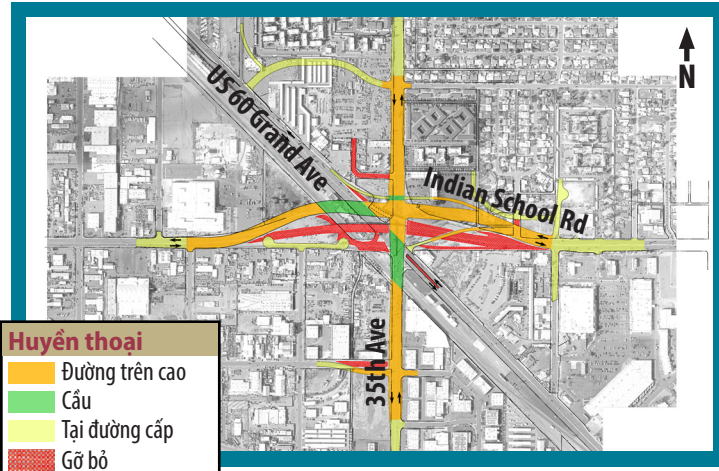 N
US 60 Grand Ave
Indian School Rd
35th Ave
Huyền thoại
Đường trên cao
Cầu
Tại đường cấp
Gỡ bỏ